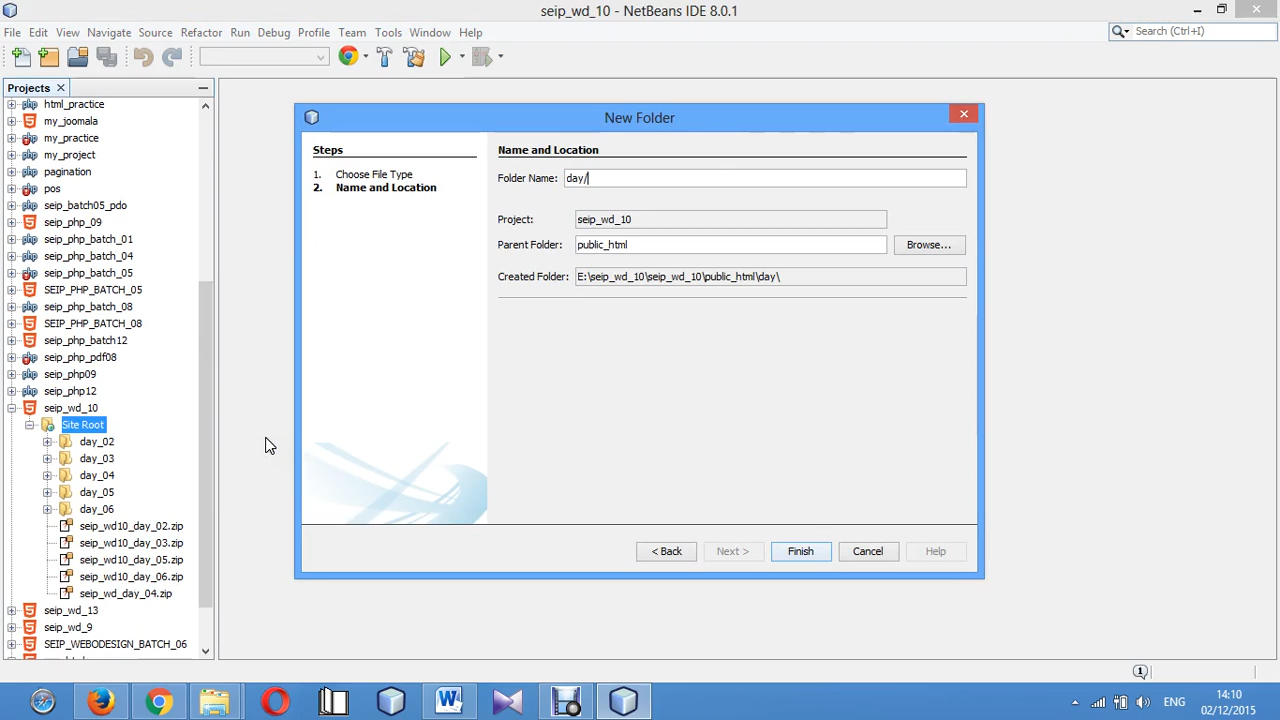 seip_wd_10 - NetBeans IDE 8.0.1
File Edit View Navigate Source Refactor Run Debug Profile Team Tools Window Help
Search (Ctrl+I)
Projects
html_practice
my_joomala
my_practice
my_project
pagination
pos
seip_batch05_pdo
seip_php_09
seip_php_batch_01
seip_php_batch_04
seip_php_batch_05
SEIP_PHP_BATCH_05
seip_php_batch_08
SEIP_PHP_BATCH_08
seip_php_batch12
seip_php_pdf08
seip_php09
seip_php12
seip_wd_10
Site Root
day_02
day_03
day_04
day_05
day_06
seip_wd10_day_02.zip
seip_wd10_day_03.zip
seip_wd10_day_05.zip
seip_wd10_day_06.zip
seip_wd_day_04.zip
seip_wd_13
seip_wd_9
SEIP_WEBODESIGN_BATCH_06
New Folder
Steps
1. Choose File Type
2. Name and Location
Name and Location
Folder Name: day/
Project: seip_wd_10
Parent Folder: public_html Browse...
Created Folder: E:\seip_wd_10\seip_wd_10\public_html\day\
< Back Next > Finish Cancel Help
1
ENG
14:10
02/12/2015